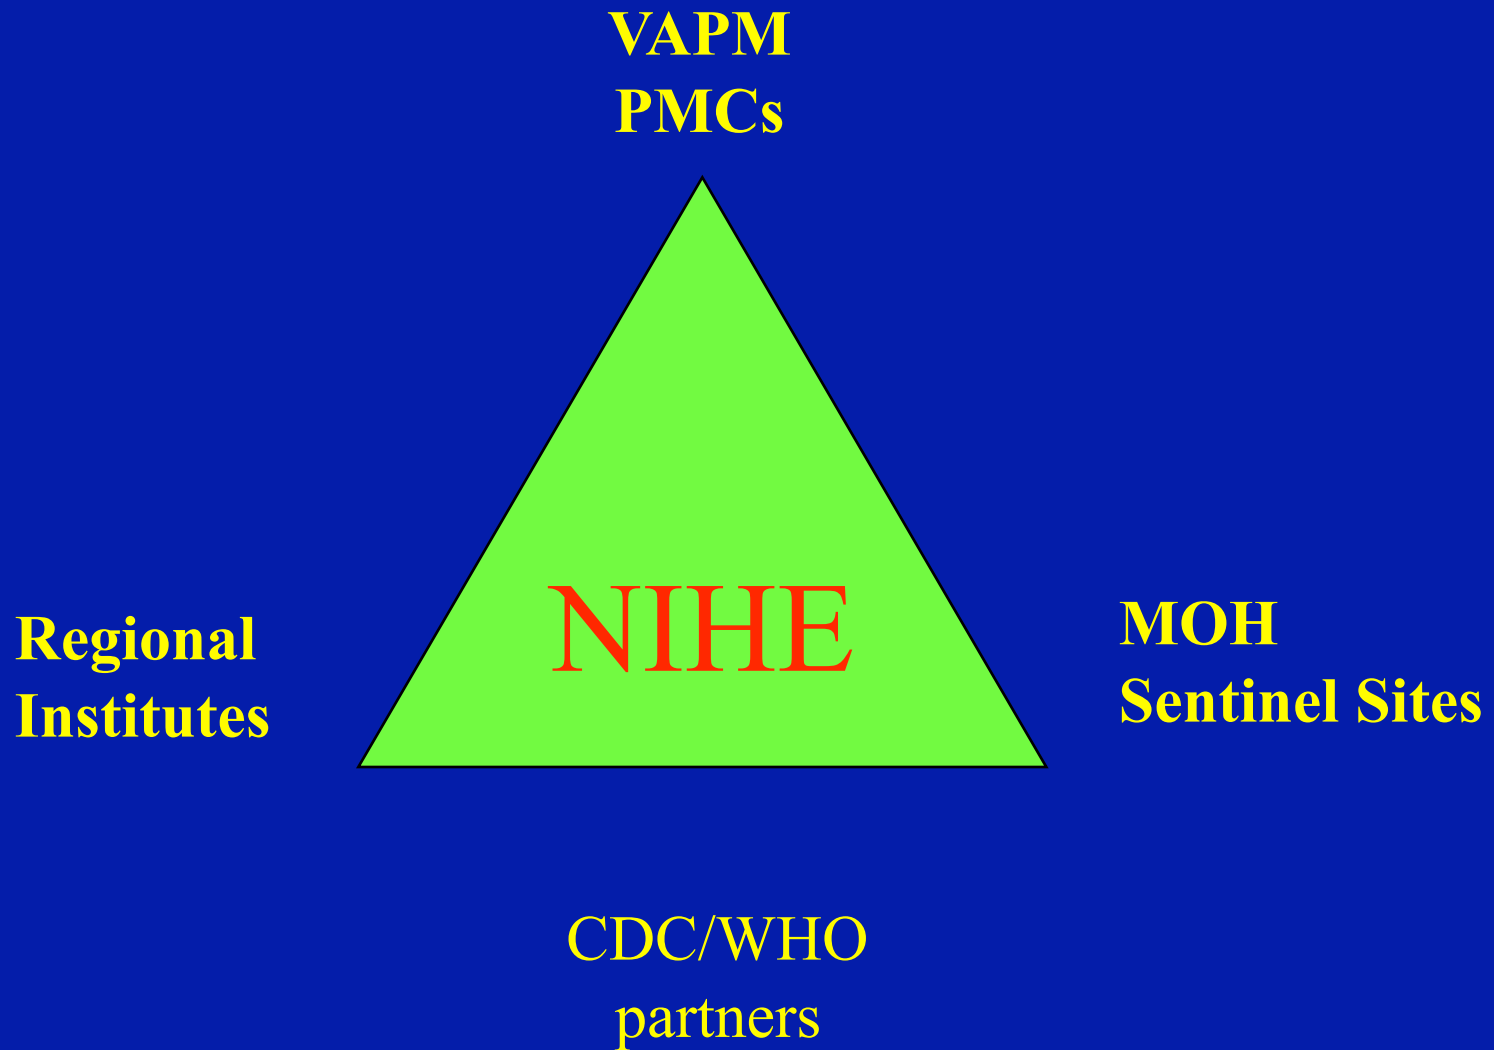 VAPM
PMCs
NIHE
Regional
Institutes
MOH
Sentinel Sites
CDC/WHO
partners